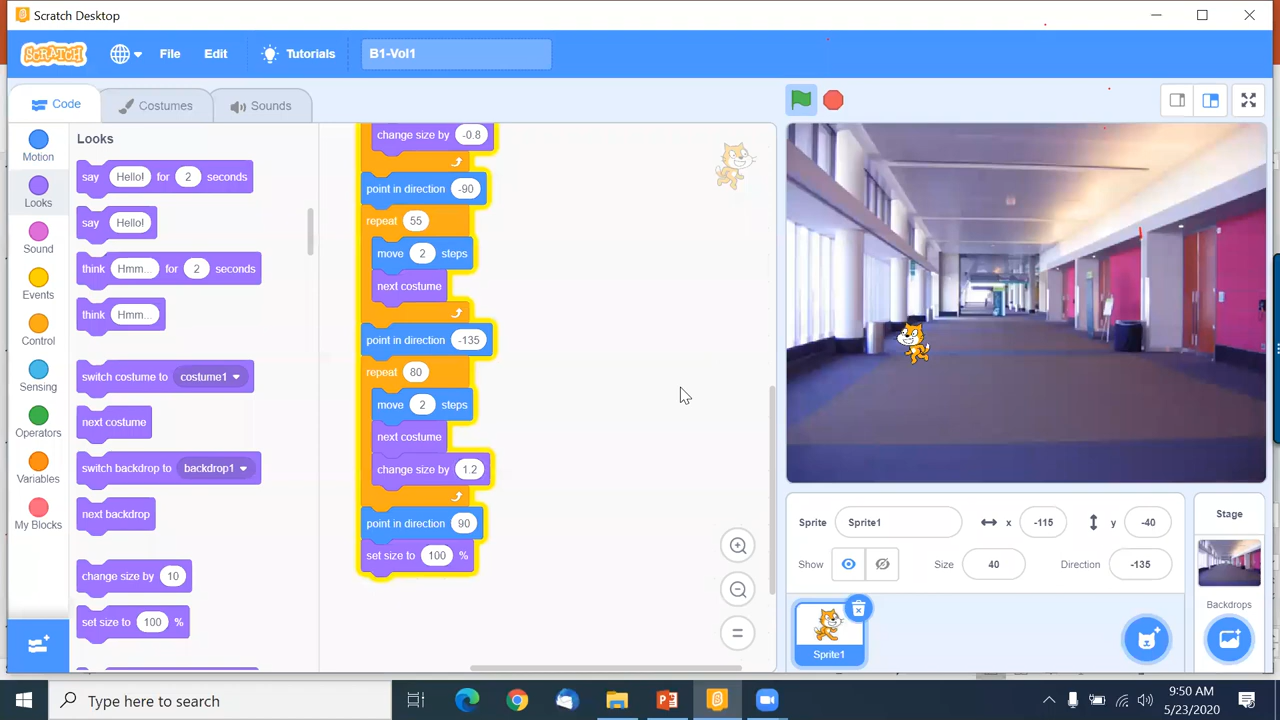 Scratch Desktop
SCRATCH
File
Edit
Tutorials
B1-Vol1
Code
Costumes
Sounds
Motion
Looks
Sound
Events
Control
Sensing
Operators
Variables
My Blocks
Looks
say Hello! for 2 seconds
say Hello!
think Hmm... for 2 seconds
think Hmm...
switch costume to costume1
next costume
switch backdrop to backdrop1
next backdrop
change size by 10
set size to 100 %
change size by -0.8
point in direction -90
repeat 55
move 2 steps
next costume
point in direction -135
repeat 80
move 2 steps
next costume
change size by 1.2
point in direction 90
set size to 100 %
Sprite Sprite1 x -115 y -40
Show Size 40 Direction -135
Sprite1
Stage
Backdrops
Type here to search
9:50 AM
5/23/2020